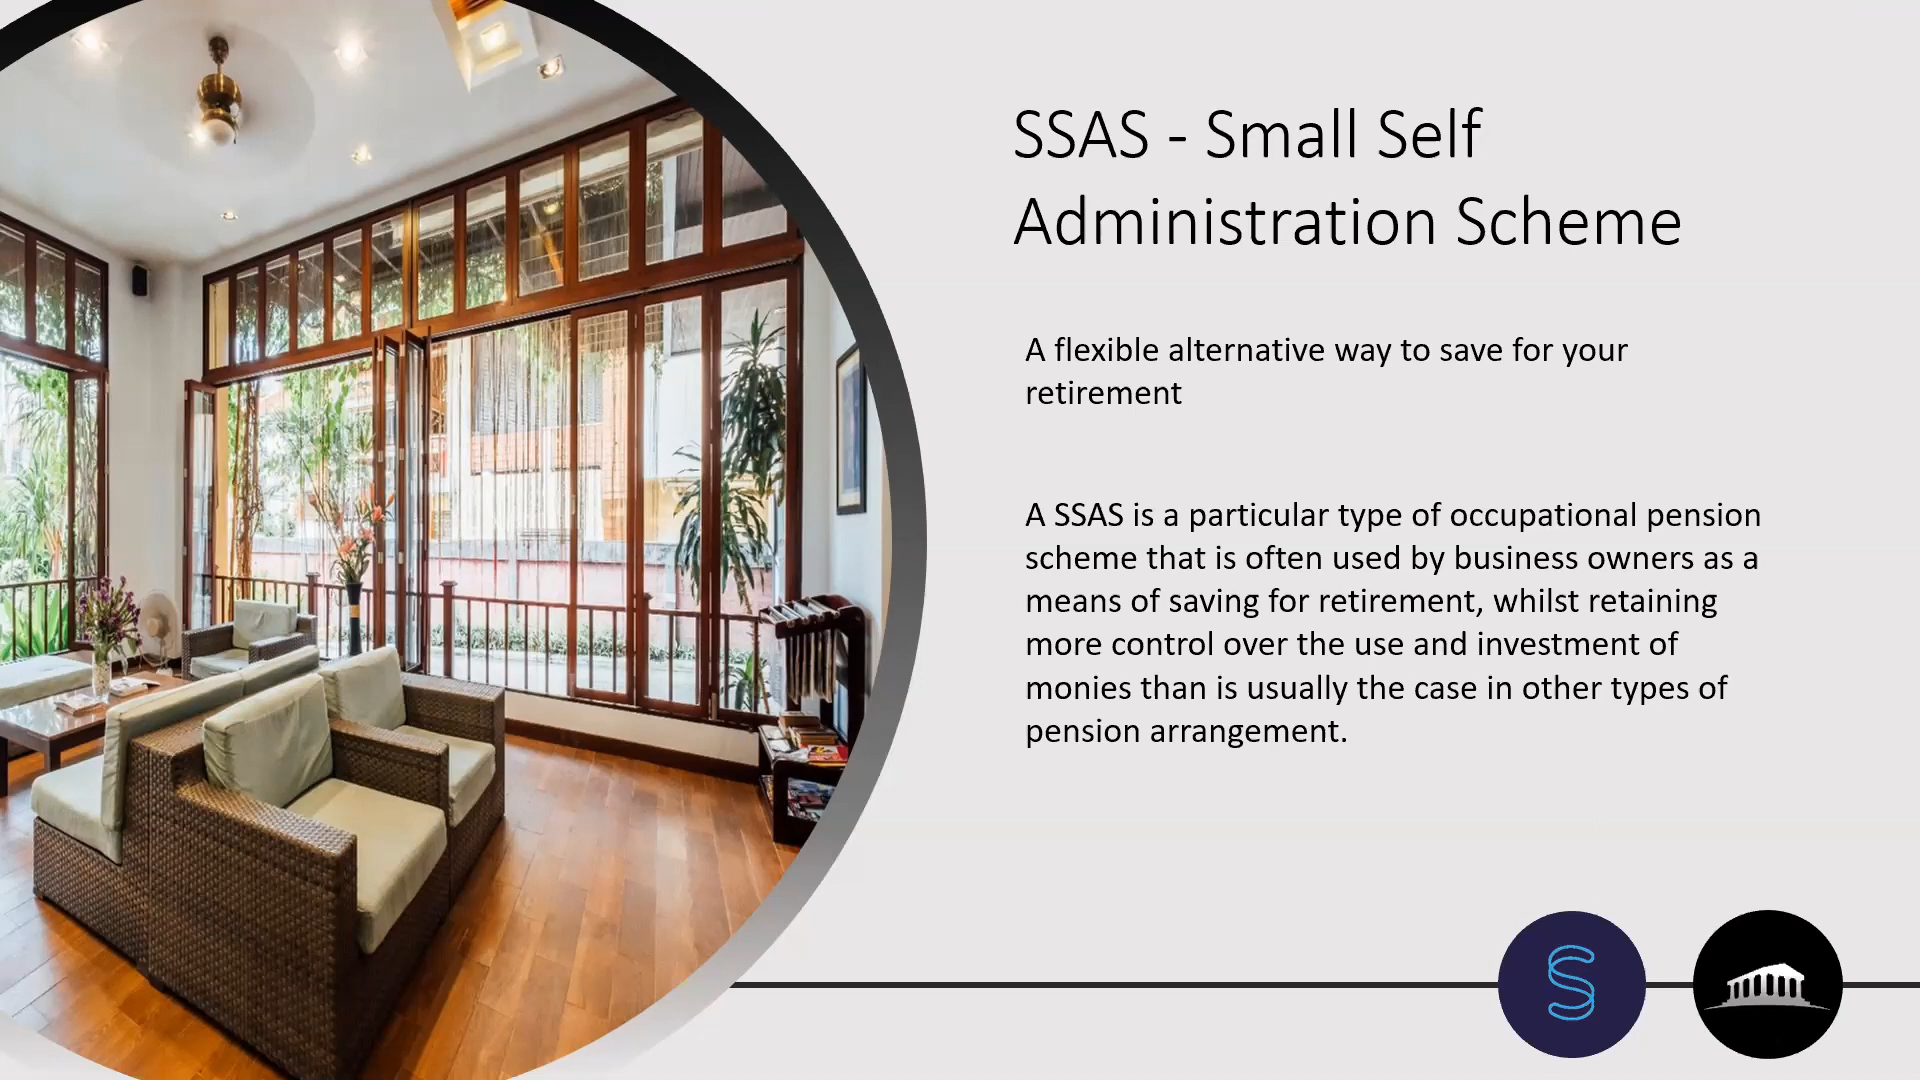 SSAS - Small Self
Administration Scheme
A flexible alternative way to save for your
retirement
A SSAS is a particular type of occupational pension
scheme that is often used by business owners as a
means of saving for retirement, whilst retaining
more control over the use and investment of
monies than is usually the case in other types of
pension arrangement.
S